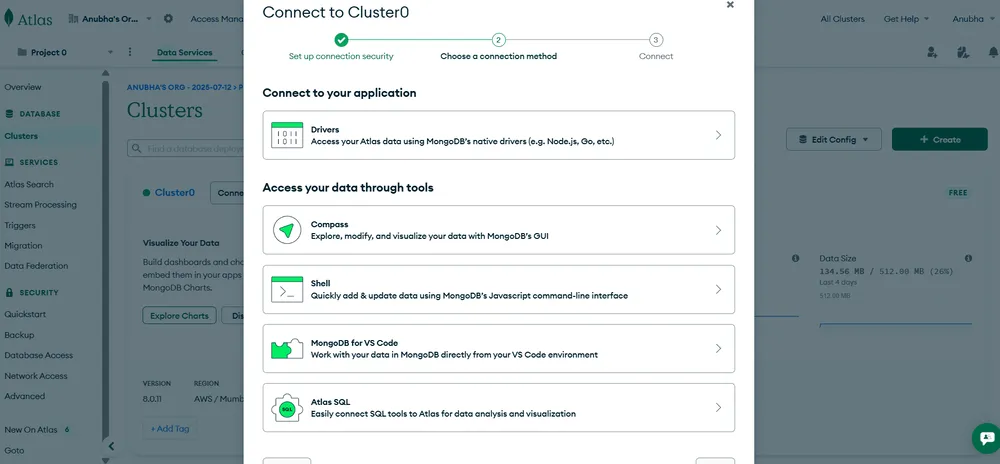 Atlas
Anubha's Or...
Access Mana
All Clusters
Get Help
Anubha
Project 0
Data Services
Overview
DATABASE
Clusters
SERVICES
Atlas Search
Stream Processing
Triggers
Migration
Data Federation
SECURITY
Quickstart
Backup
Database Access
Network Access
Advanced
New On Atlas 6
Goto
ANUBHA'S ORG - 2025-07-12 > P
Clusters
Find a database deploym
Edit Config
+ Create
Cluster0
Conne
FREE
Visualize Your Data
Build dashboards and cha
embed them in your apps
MongoDB Charts.
Explore Charts
Dis
VERSION
REGION
8.0.11
AWS / Mumb
+ Add Tag
Data Size
134.56 MB / 512.00 MB (26%)
Last 4 days
512.00 MB
Connect to Cluster0
2
3
Set up connection security
Choose a connection method
Connect
Connect to your application
1011
1011
Drivers
Access your Atlas data using MongoDB's native drivers (e.g. Node.js, Go, etc.)
Access your data through tools
Compass
Explore, modify, and visualize your data with MongoDB's GUI
Shell
Quickly add & update data using MongoDB's Javascript command-line interface
MongoDB for VS Code
Work with your data in MongoDB directly from your VS Code environment
SQL
Atlas SQL
Easily connect SQL tools to Atlas for data analysis and visualization